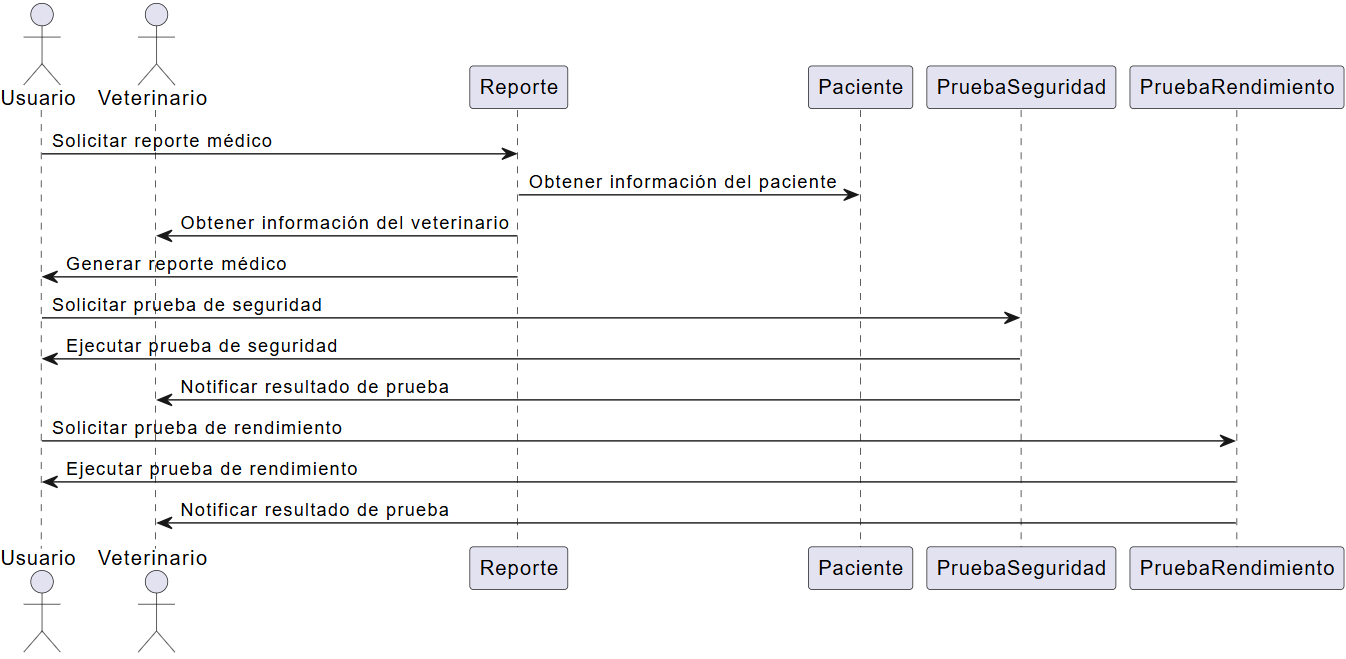 Usuario Veterinario Reporte Paciente PruebaSeguridad PruebaRendimiento
Solicitar reporte médico
Obtener información del paciente
Obtener información del veterinario
Generar reporte médico
Solicitar prueba de seguridad
Ejecutar prueba de seguridad
Notificar resultado de prueba
Solicitar prueba de rendimiento
Ejecutar prueba de rendimiento
Notificar resultado de prueba
Usuario Veterinario Reporte Paciente PruebaSeguridad PruebaRendimiento